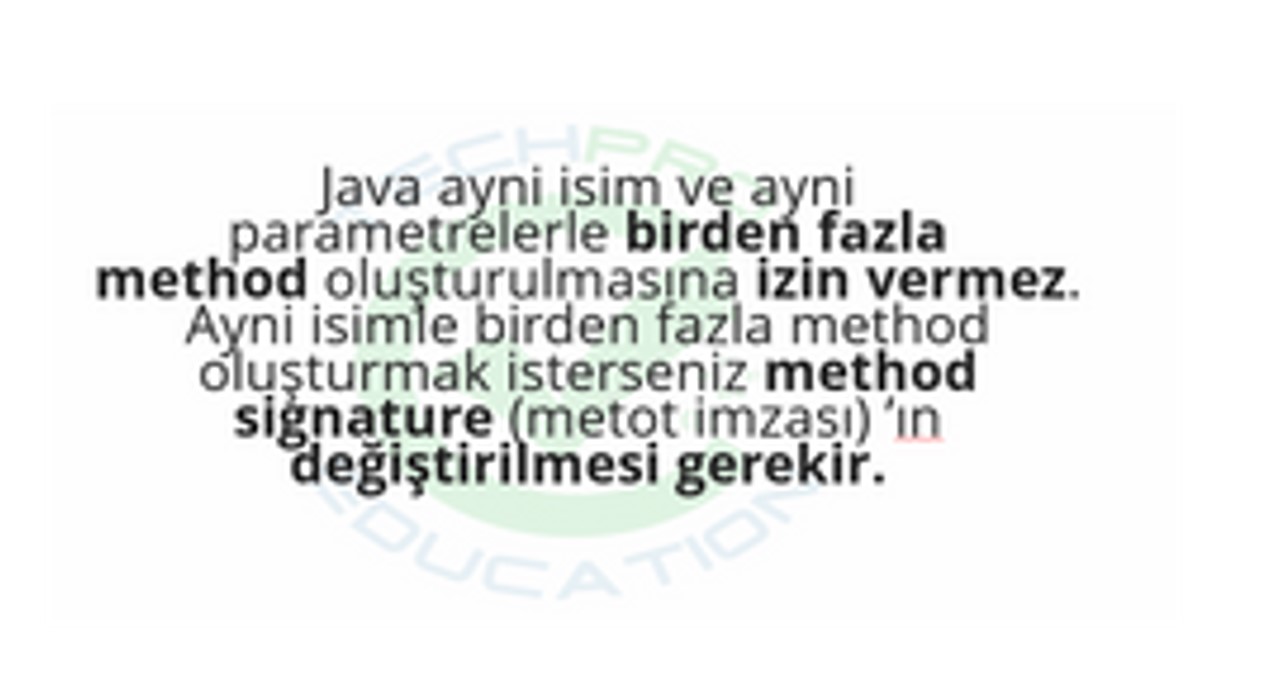 TECHPRO
Java ayni isim ve ayni
parametrelerle birden fazla
method oluşturulmasına izin vermez.
Ayni isimle birden fazla method
oluşturmak isterseniz method
signature (metot imzası) ‘ın
değiştirilmesi gerekir.
EDUCATION